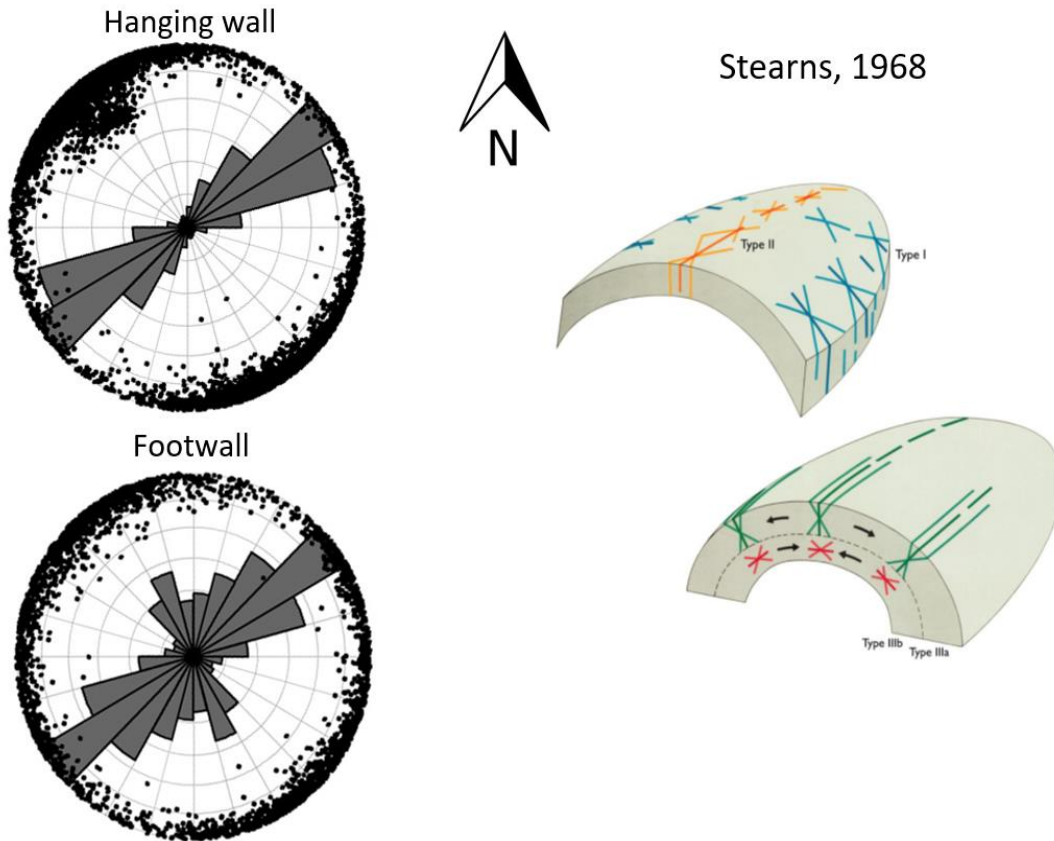 Hanging wall
N
Stearns, 1968
Type II
Type I
Footwall
Type IIIb
Type IIIa